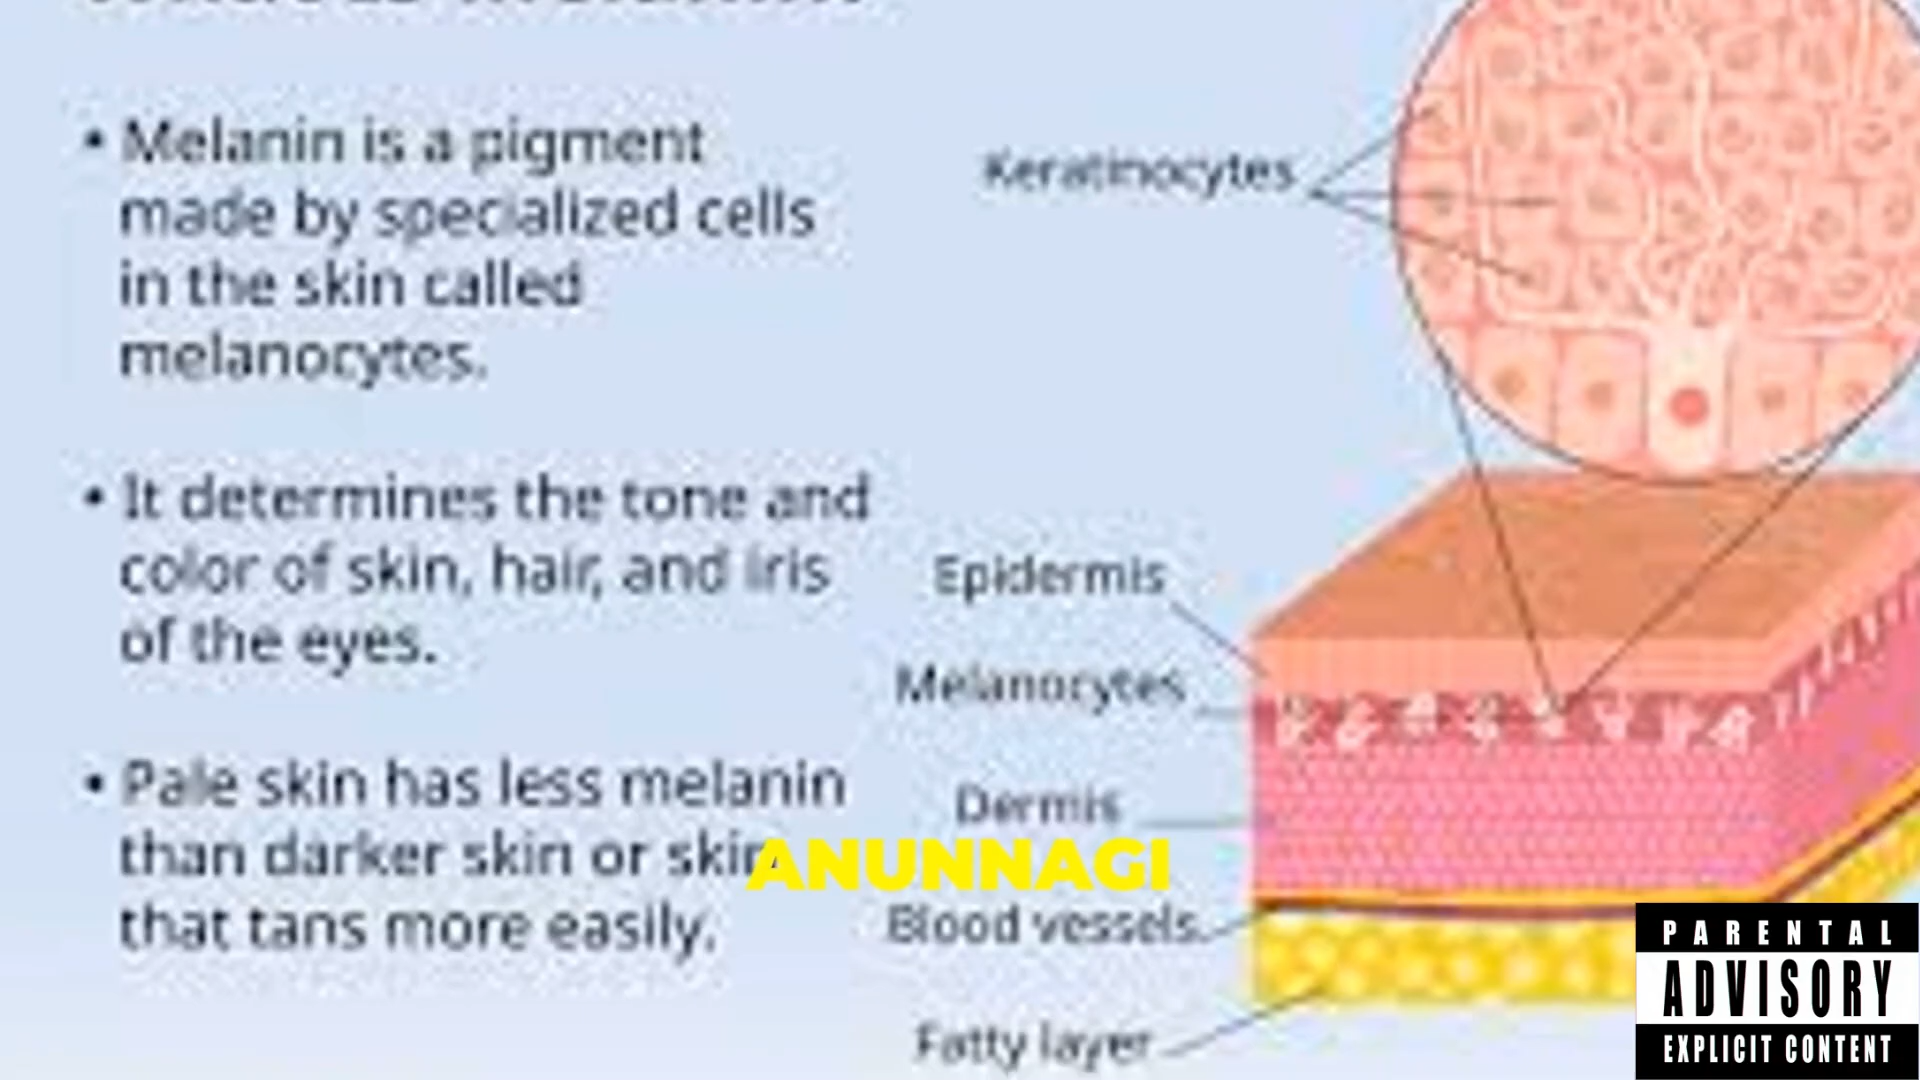 • Melanin is a pigment
made by specialized cells
in the skin called
melanocytes.
• It determines the tone and
color of skin, hair, and iris
of the eyes.
• Pale skin has less melanin
than darker skin or skin
that tans more easily.
Keratinocytes
Epidermis
Melanocytes
Dermis
ANUNNAGI
Blood vessels
Fatty layer
PARENTAL
ADVISORY
EXPLICIT CONTENT